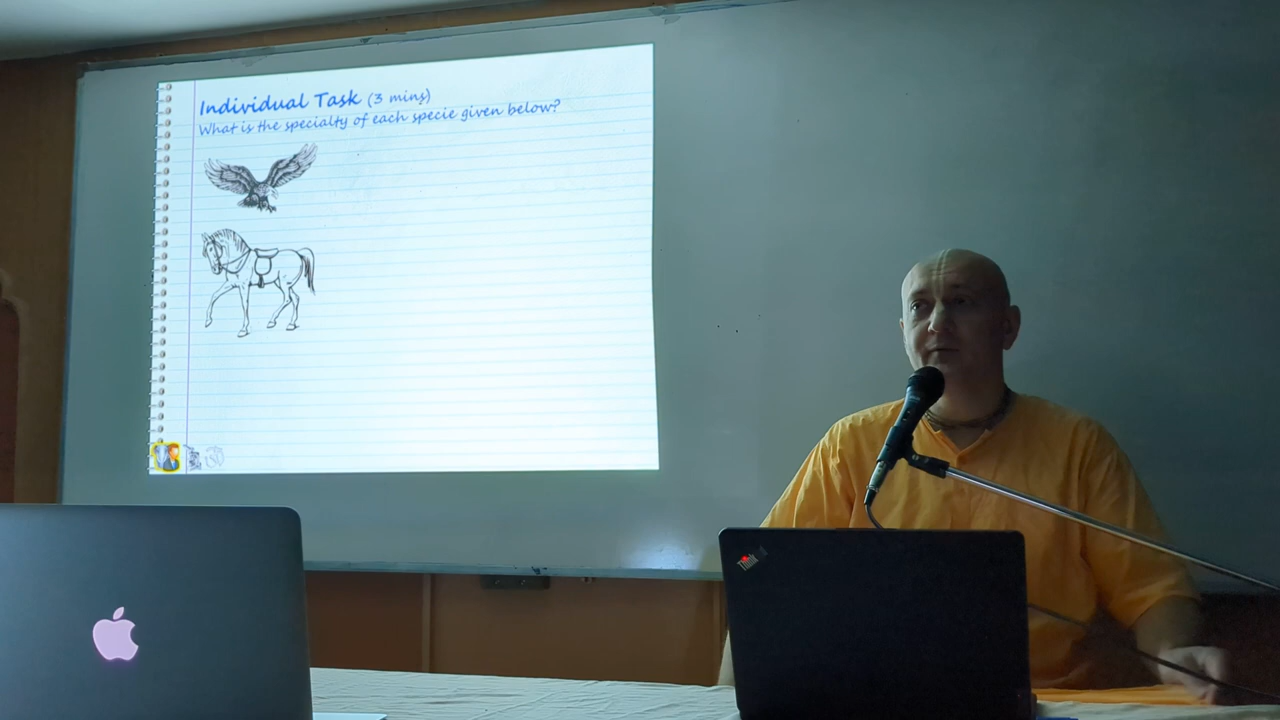 Individual Task (3 mins)
What is the specialty of each specie given below?